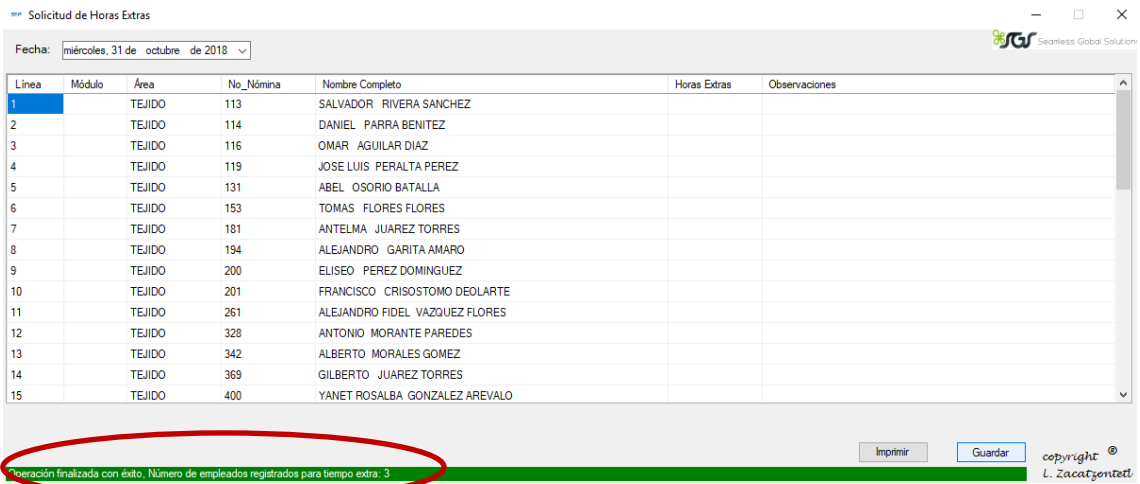 Solicitud de Horas Extras
Fecha: miércoles, 31 de octubre de 2018
SGS Seamless Global Solutions
Línea Módulo Área No_Nómina Nombre Completo Horas Extras Observaciones
1 TEJIDO 113 SALVADOR RIVERA SANCHEZ
2 TEJIDO 114 DANIEL PARRA BENITEZ
3 TEJIDO 116 OMAR AGUILAR DIAZ
4 TEJIDO 119 JOSE LUIS PERALTA PEREZ
5 TEJIDO 131 ABEL OSORIO BATALLA
6 TEJIDO 153 TOMAS FLORES FLORES
7 TEJIDO 181 ANTELMA JUAREZ TORRES
8 TEJIDO 194 ALEJANDRO GARITA AMARO
9 TEJIDO 200 ELISEO PEREZ DOMINGUEZ
10 TEJIDO 201 FRANCISCO CRISOSTOMO DEOLARTE
11 TEJIDO 261 ALEJANDRO FIDEL VAZQUEZ FLORES
12 TEJIDO 328 ANTONIO MORANTE PAREDES
13 TEJIDO 342 ALBERTO MORALES GOMEZ
14 TEJIDO 369 GILBERTO JUAREZ TORRES
15 TEJIDO 400 YANET ROSALBA GONZALEZ AREVALO
Imprimir Guardar
copyright ®
L. Zacatzontetl
Operación finalizada con éxito, Número de empleados registrados para tiempo extra: 3